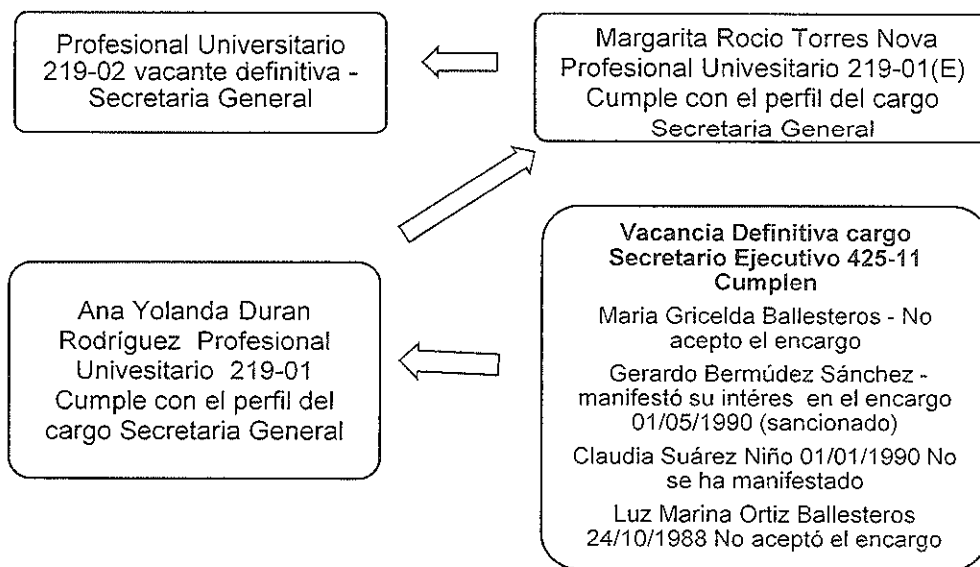 Profesional Universitario
219-02 vacante definitiva -
Secretaria General
Margarita Rocio Torres Nova
Profesional Univesitario 219-01(E)
Cumple con el perfil del cargo
Secretaria General
Ana Yolanda Duran
Rodríguez Profesional
Univesitario 219-01
Cumple con el perfil del
cargo Secretaria General
Vacancia Definitiva cargo
Secretario Ejecutivo 425-11
Cumplen
Maria Gricelda Ballesteros - No
acepto el encargo
Gerardo Bermúdez Sánchez -
manifestó su intéres en el encargo
01/05/1990 (sancionado)
Claudia Suárez Niño 01/01/1990 No
se ha manifestado
Luz Marina Ortiz Ballesteros
24/10/1988 No aceptó el encargo